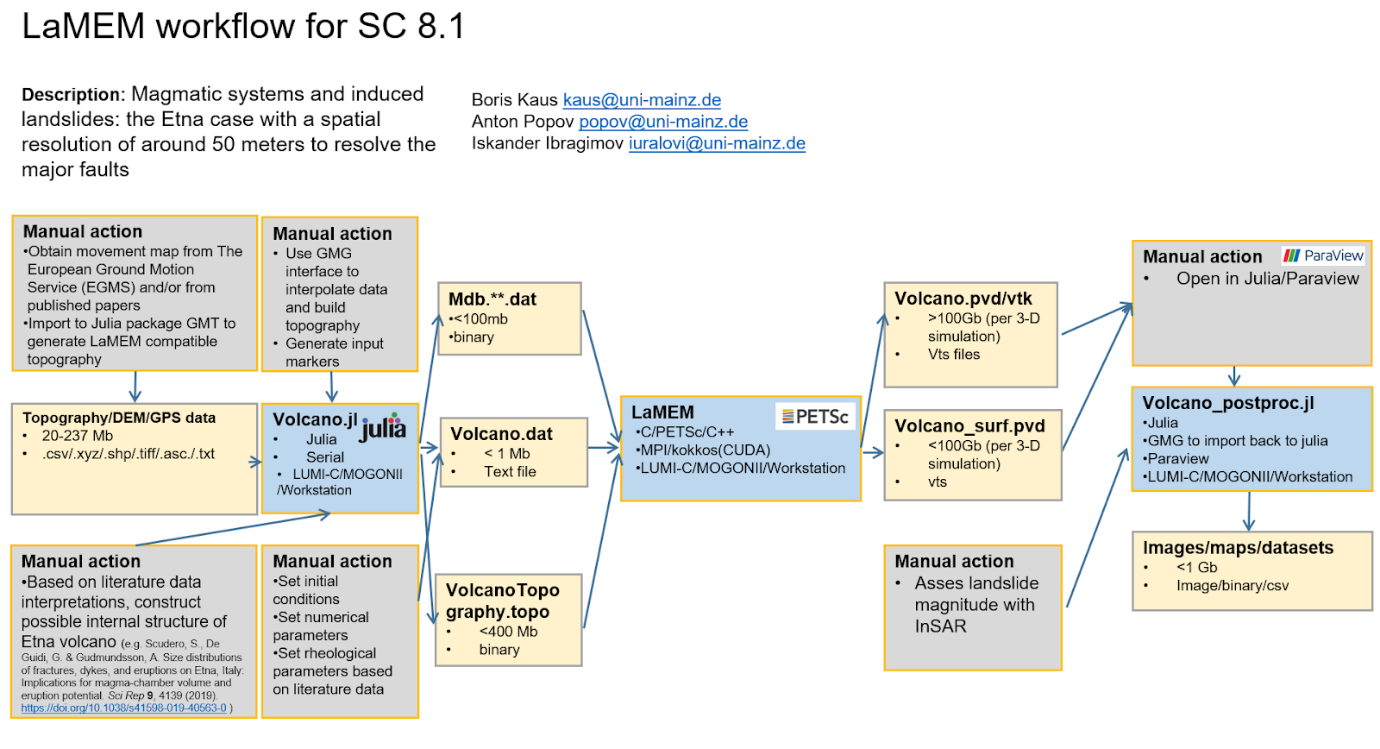 LaMEM workflow for SC 8.1
Description: Magmatic systems and induced
landslides: the Etna case with a spatial
resolution of around 50 meters to resolve the
major faults
Boris Kaus kaus@uni-mainz.de
Anton Popov popov@uni-mainz.de
Iskander Ibragimov iuralovi@uni-mainz.de
Manual action
•Obtain movement map from The
European Ground Motion
Service (EGMS) and/or from
published papers
•Import to Julia package GMT to
generate LaMEM compatible
topography
Manual action
• Use GMG
interface to
interpolate data
and build
topography
• Generate input
markers
Topography/DEM/GPS data
• 20-237 Mb
• .csv/.xyz/.shp/.tiff/.asc./.txt
Volcano.jl
julia
• Julia
• Serial
• LUMI-C/MOGONII
/Workstation
Manual action
•Based on literature data
interpretations, construct
possible internal structure of
Etna volcano (e.g. Scudero, S., De
Guidi, G. & Gudmundsson, A. Size distributions
of fractures, dykes, and eruptions on Etna, Italy:
Implications for magma-chamber volume and
eruption potential. Sci Rep 9, 4139 (2019).
https://doi.org/10.1038/s41598-019-40563-0 )
Manual action
•Set initial
conditions
•Set numerical
parameters
•Set rheological
parameters based
on literature data
Mdb.**.dat
•<100mb
•binary
Volcano.dat
• < 1 Mb
• Text file
VolcanoTopo
graphy.topo
• <400 Mb
• binary
LaMEM
PETSc
•C/PETSc/C++
•MPI/kokkos(CUDA)
•LUMI-C/MOGONII/Workstation
Volcano.pvd/vtk
• >100Gb (per 3-D
simulation)
• Vts files
Volcano_surf.pvd
• <100Gb (per 3-D
simulation)
• vts
Manual action
• Asses landslide
magnitude with
InSAR
Manual action
ParaView
• Open in Julia/Paraview
Volcano_postproc.jl
•Julia
•GMG to import back to julia
•Paraview
•LUMI-C/MOGONII/Workstation
Images/maps/datasets
• <1 Gb
• Image/binary/csv